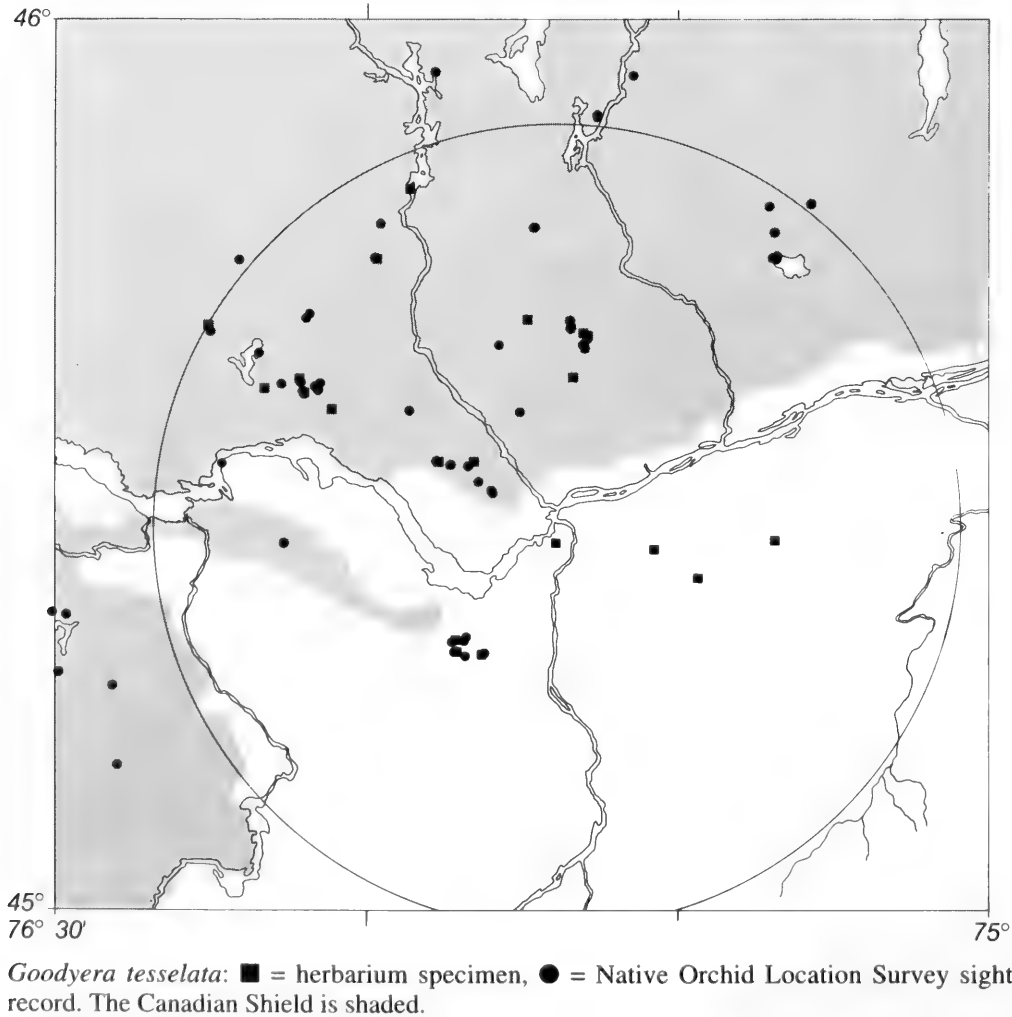 46°
45°
76° 30'
75°
Goodyera tesselata: ■ = herbarium specimen, ● = Native Orchid Location Survey sight
record. The Canadian Shield is shaded.